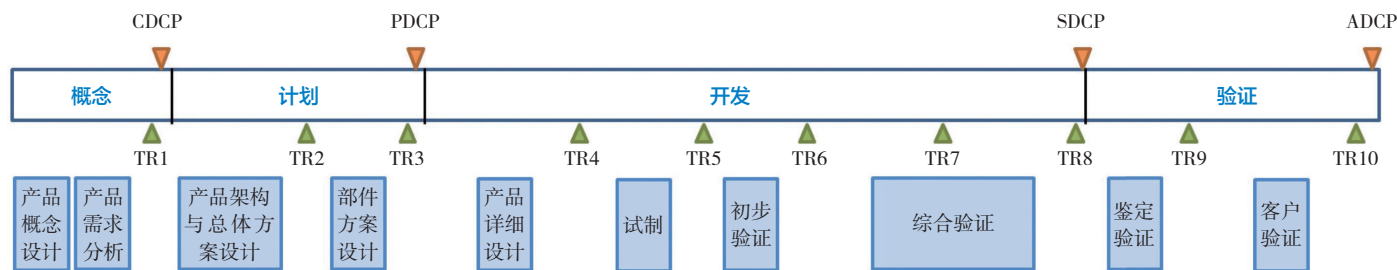 CDCP
PDCP
SDCP
ADCP
概念
计划
开发
验证
TR1
TR2
TR3
TR4
TR5
TR6
TR7
TR8
TR9
TR10
产品
概念
设计
产品
需求
分析
产品架构
与总体方
案设计
部件
方案
设计
产品
详细
设计
试制
初步
验证
综合验证
鉴定
验证
客户
验证